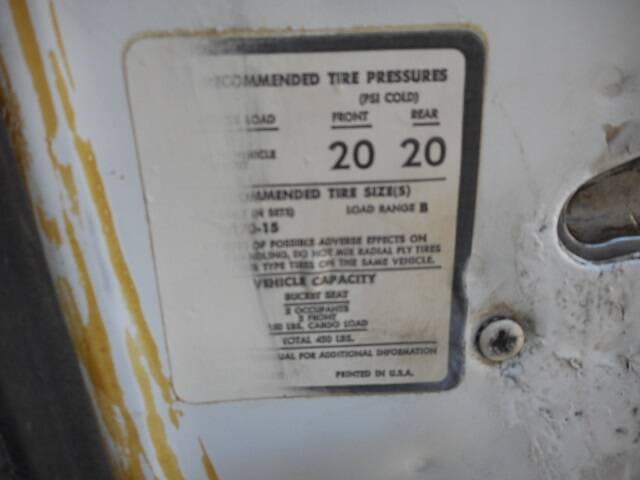 COMMENDED TIRE PRESSURES
(PSI COLD)
LOAD FRONT REAR
HICLE 20 20
MMENDED TIRE SIZE(S)
(IN SETS) LOAD RANGE B
-15
OF POSSIBLE ADVERSE EFFECTS ON
NDLING, DO NOT MIX RADIAL PLY TIRES
TYPE TIRES ON THE SAME VEHICLE.
VEHICLE CAPACITY
BUCKET SEAT
2 OCCUPANTS
2 FRONT
LBS. CARGO LOAD
TOTAL 450 LBS.
UAL FOR ADDITIONAL INFORMATION
PRINTED IN U.S.A.